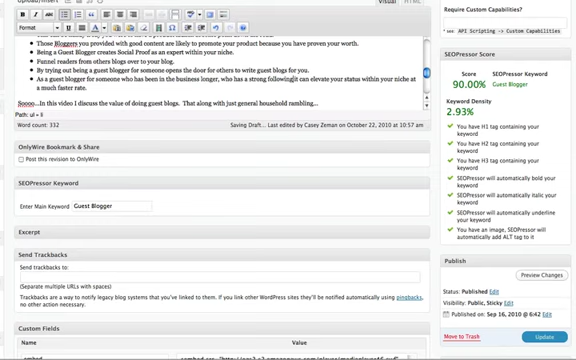 Upload/Insert
Visual
HTML
Format
Those Bloggers you provided with good content are likely to promote your product because you have proven your worth.
Being a Guest Blogger creates Social Proof as an expert within your niche.
Funnel readers from others blogs over to your blog.
By trying out being a guest blogger for someone opens the door for others to write guest blogs for you.
As a guest blogger for someone who has been in the business longer, who has a strong following it can elevate your status within your niche at
a much faster rate.
Soooo...In this video I discuss the value of doing guest blogs. That along with just general household rambling...
Path: ul » li
Word count: 332
Saving Draft... Last edited by Casey Zeman on October 22, 2010 at 10:57 am
OnlyWire Bookmark & Share
Post this revision to OnlyWire
SEOPressor Keyword
Enter Main Keyword Guest Blogger
Excerpt
Send Trackbacks
Send trackbacks to:
(Separate multiple URLs with spaces)
Trackbacks are a way to notify legacy blog systems that you've linked to them. If you link other WordPress sites they'll be notified automatically using pingbacks,
no other action necessary.
Custom Fields
Name
Value
Require Custom Capabilities?
API Scripting -> Custom Capabilities
SEOPressor Score
Score
90.00%
SEOPressor Keyword
Guest Blogger
Keyword Density
2.93%
You have H1 tag containing your
keyword
You have H2 tag containing your
keyword
You have H3 tag containing your
keyword
SEOPressor will automatically bold your
keyword
SEOPressor will automatically italic your
keyword
SEOPressor will automatically underline
your keyword
You have an image, SEOPressor will
automatically add ALT tag to it
Publish
Preview Changes
Status: Published Edit
Visibility: Public, Sticky Edit
Published on: Sep 16, 2010 @ 6:42 Edit
Move to Trash
Update